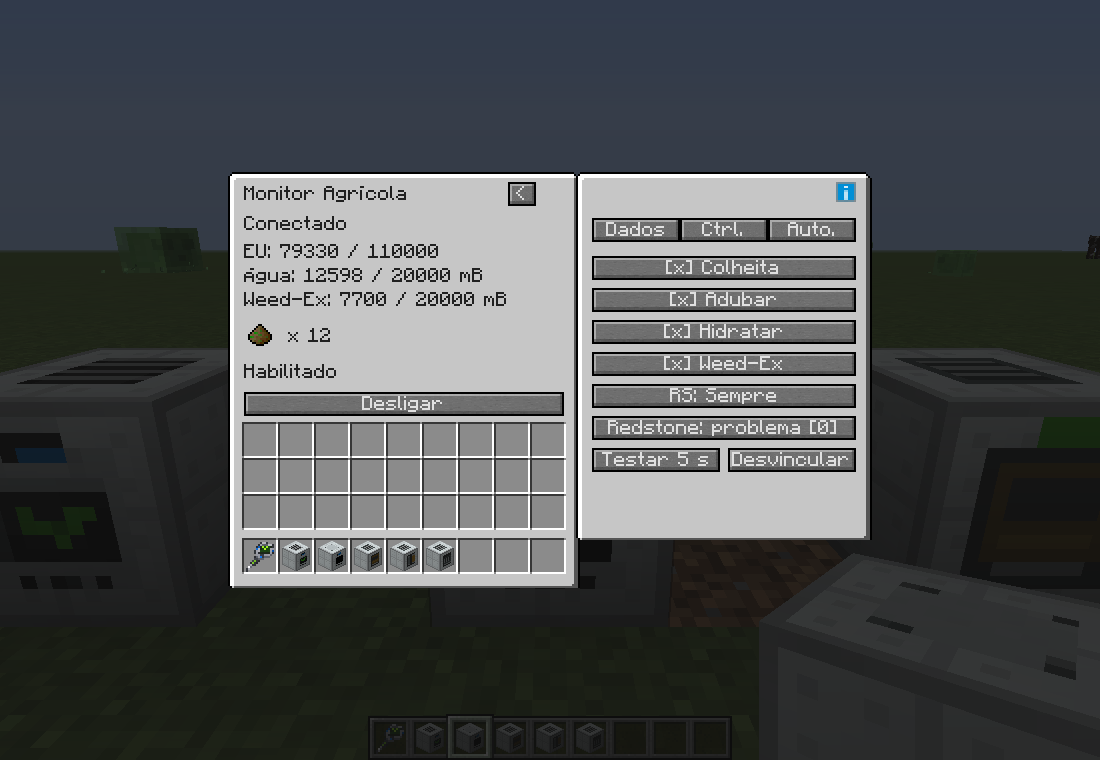 Monitor Agrícola
<
Conectado
EU: 79330 / 110000
Água: 12598 / 20000 mB
Weed-Ex: 7700 / 20000 mB
x 12
Habilitado
Desligar
i
Dados Ctrl. Auto.
[x] Colheita
[x] Adubar
[x] Hidratar
[x] Weed-Ex
RS: Sempre
Redstone: problema [0]
Testar 5 s Desvincular